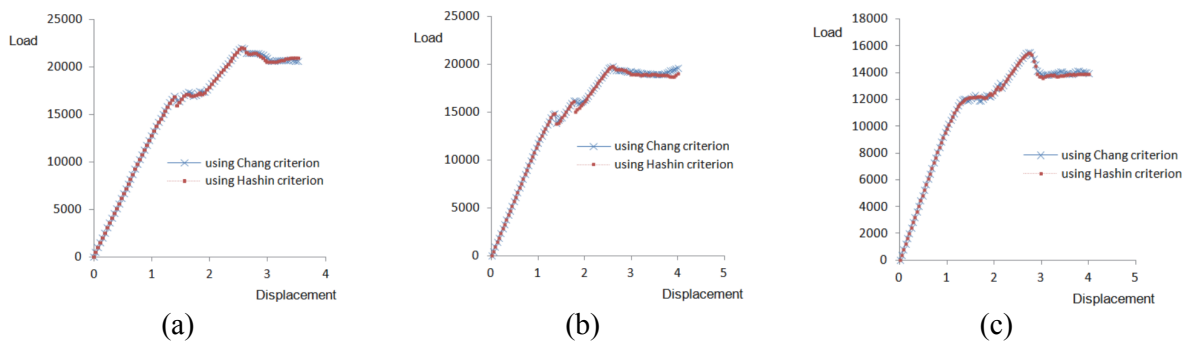 Load
25000
20000
15000
10000
5000
0
0 1 2 3 4
Displacement
using Chang criterion
using Hashin criterion
(a)
Load
25000
20000
15000
10000
5000
0
0 1 2 3 4 5
Displacement
using Chang criterion
using Hashin criterion
(b)
Load
18000
16000
14000
12000
10000
8000
6000
4000
2000
0
0 1 2 3 4 5
Displacement
using Chang criterion
using Hashin criterion
(c)